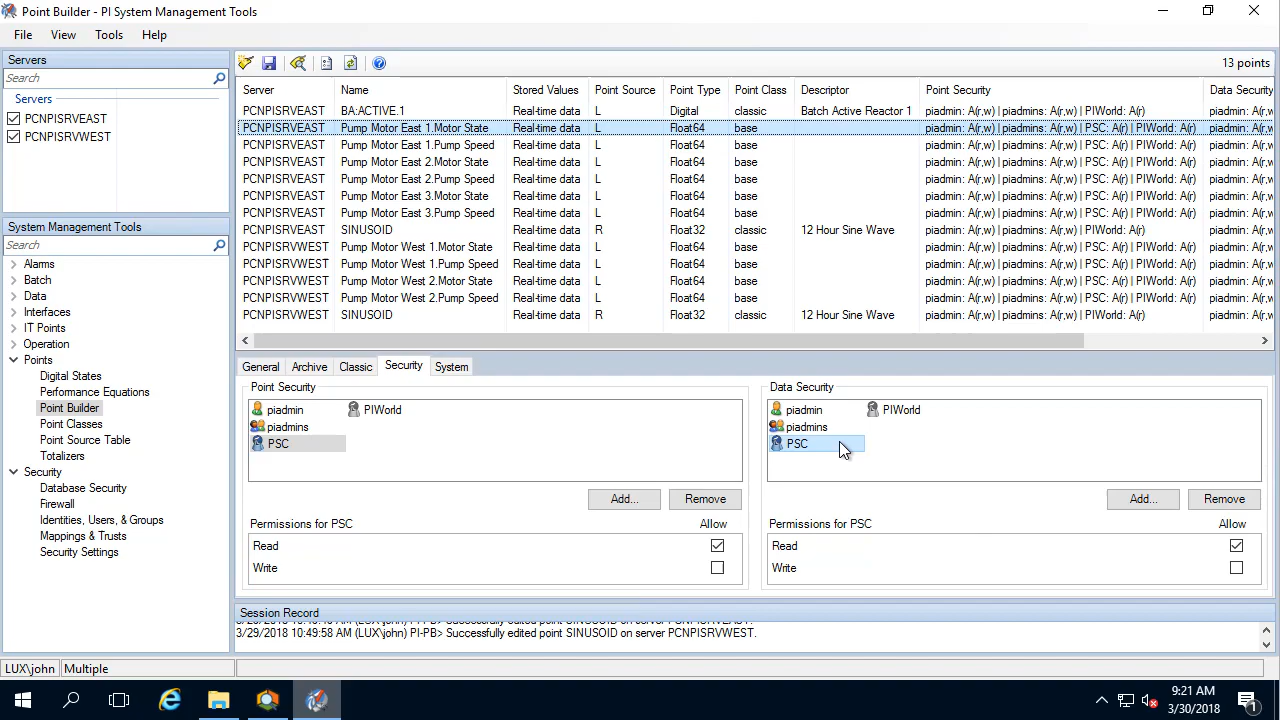 Point Builder - PI System Management Tools
File View Tools Help
Servers
Search
Servers
PCNPISRVEAST
PCNPISRVWEST
System Management Tools
Search
Alarms
Batch
Data
Interfaces
IT Points
Operation
Points
Digital States
Performance Equations
Point Builder
Point Classes
Point Source Table
Totalizers
Security
Database Security
Firewall
Identities, Users, & Groups
Mappings & Trusts
Security Settings
13 points
Server Name Stored Values Point Source Point Type Point Class Descriptor Point Security Data Security
PCNPISRVEAST BA:ACTIVE.1 Real-time data L Digital classic Batch Active Reactor 1 piadmin: A(r,w) | piadmins: A(r,w) | PIWorld: A(r) piadmin: A(r,w)
PCNPISRVEAST Pump Motor East 1.Motor State Real-time data L Float64 base piadmin: A(r,w) | piadmins: A(r,w) | PSC: A(r) | PIWorld: A(r) piadmin: A(r,w)
PCNPISRVEAST Pump Motor East 1.Pump Speed Real-time data L Float64 base piadmin: A(r,w) | piadmins: A(r,w) | PSC: A(r) | PIWorld: A(r) piadmin: A(r,w)
PCNPISRVEAST Pump Motor East 2.Motor State Real-time data L Float64 base piadmin: A(r,w) | piadmins: A(r,w) | PSC: A(r) | PIWorld: A(r) piadmin: A(r,w)
PCNPISRVEAST Pump Motor East 2.Pump Speed Real-time data L Float64 base piadmin: A(r,w) | piadmins: A(r,w) | PSC: A(r) | PIWorld: A(r) piadmin: A(r,w)
PCNPISRVEAST Pump Motor East 3.Motor State Real-time data L Float64 base piadmin: A(r,w) | piadmins: A(r,w) | PSC: A(r) | PIWorld: A(r) piadmin: A(r,w)
PCNPISRVEAST Pump Motor East 3.Pump Speed Real-time data L Float64 base piadmin: A(r,w) | piadmins: A(r,w) | PSC: A(r) | PIWorld: A(r) piadmin: A(r,w)
PCNPISRVEAST SINUSOID Real-time data R Float32 classic 12 Hour Sine Wave piadmin: A(r,w) | piadmins: A(r,w) | PIWorld: A(r) piadmin: A(r,w)
PCNPISRVWEST Pump Motor West 1.Motor State Real-time data L Float64 base piadmin: A(r,w) | piadmins: A(r,w) | PSC: A(r) | PIWorld: A(r) piadmin: A(r,w)
PCNPISRVWEST Pump Motor West 1.Pump Speed Real-time data L Float64 base piadmin: A(r,w) | piadmins: A(r,w) | PSC: A(r) | PIWorld: A(r) piadmin: A(r,w)
PCNPISRVWEST Pump Motor West 2.Motor State Real-time data L Float64 base piadmin: A(r,w) | piadmins: A(r,w) | PSC: A(r) | PIWorld: A(r) piadmin: A(r,w)
PCNPISRVWEST Pump Motor West 2.Pump Speed Real-time data L Float64 base piadmin: A(r,w) | piadmins: A(r,w) | PSC: A(r) | PIWorld: A(r) piadmin: A(r,w)
PCNPISRVWEST SINUSOID Real-time data R Float32 classic 12 Hour Sine Wave piadmin: A(r,w) | piadmins: A(r,w) | PIWorld: A(r) piadmin: A(r,w)
General Archive Classic Security System
Point Security
piadmin PIWorld
piadmins
PSC
Add... Remove
Permissions for PSC Allow
Read
Write
Data Security
piadmin PIWorld
piadmins
PSC
Add... Remove
Permissions for PSC Allow
Read
Write
Session Record
3/29/2018 10:49:58 AM (LUX\john) PI-PB> Successfully edited point SINUSOID on server PCNPISRVWEST.
LUX\john Multiple
9:21 AM
3/30/2018
1